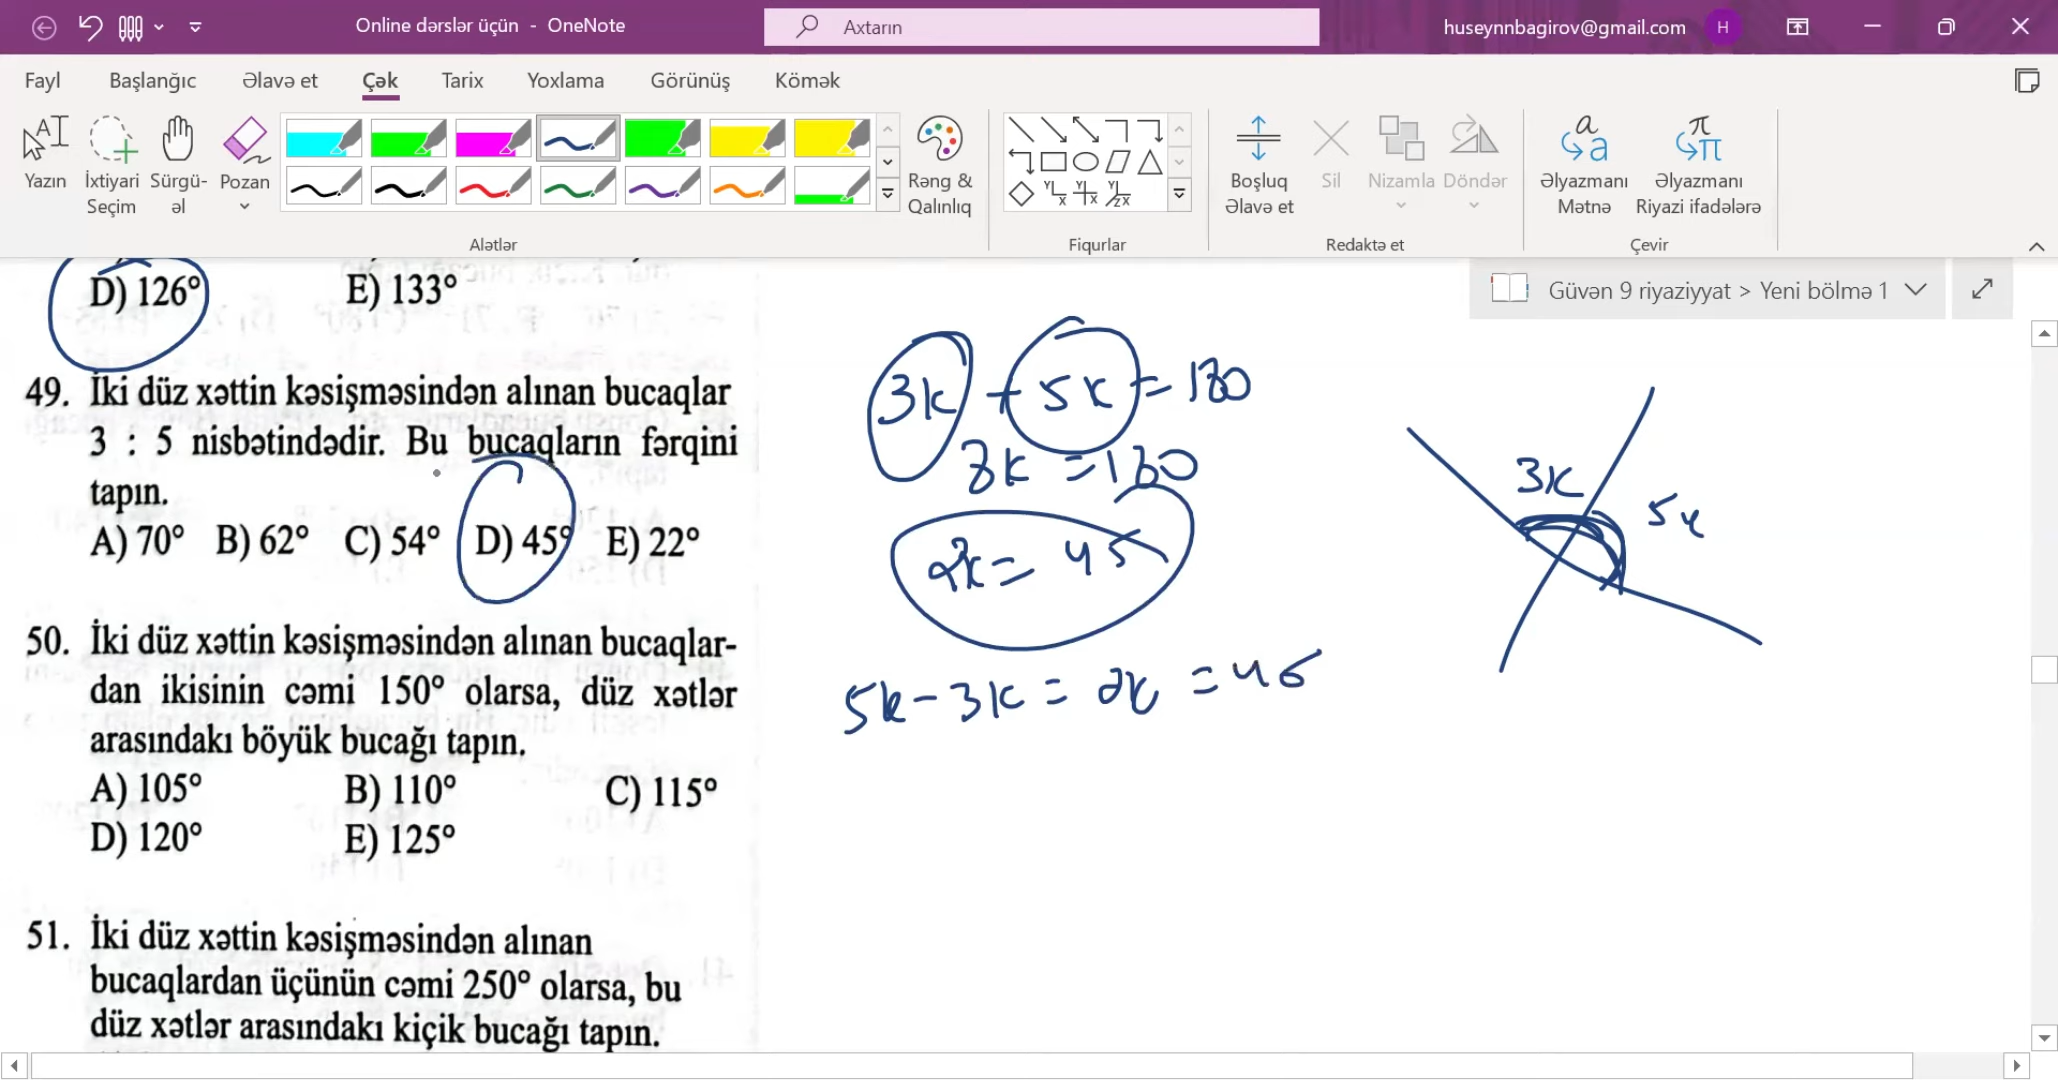 Online dərslər üçün - OneNote
Axtarın
huseynnbagirov@gmail.com H
Fayl Başlanğıc Əlavə et Çək Tarix Yoxlama Görünüş Kömək
Yazın
İxtiyari Seçim
Sürgü-əl
Pozan
Rəng & Qalınlıq
Boşluq Əlavə et
Sil
Nizamla
Döndər
Əlyazmanı Mətnə
Əlyazmanı Riyazi ifadələrə
Alətlər Fiqurlar Redaktə et Çevir
Güvən 9 riyaziyyat > Yeni bölmə 1
D) 126° E) 133°
49. İki düz xəttin kəsişməsindən alınan bucaqlar
3 : 5 nisbətindədir. Bu bucaqların fərqini
tapın.
A) 70° B) 62° C) 54° D) 45° E) 22°
50. İki düz xəttin kəsişməsindən alınan bucaqlar-
dan ikisinin cəmi 150° olarsa, düz xətlər
arasındakı böyük bucağı tapın.
A) 105° B) 110° C) 115°
D) 120° E) 125°
51. İki düz xəttin kəsişməsindən alınan
bucaqlardan üçünün cəmi 250° olarsa, bu
düz xətlər arasındakı kiçik bucağı tapın.
3k + 5k = 180
8k = 180
2k = 45
5k - 3k = 2k = 45
3k
5k